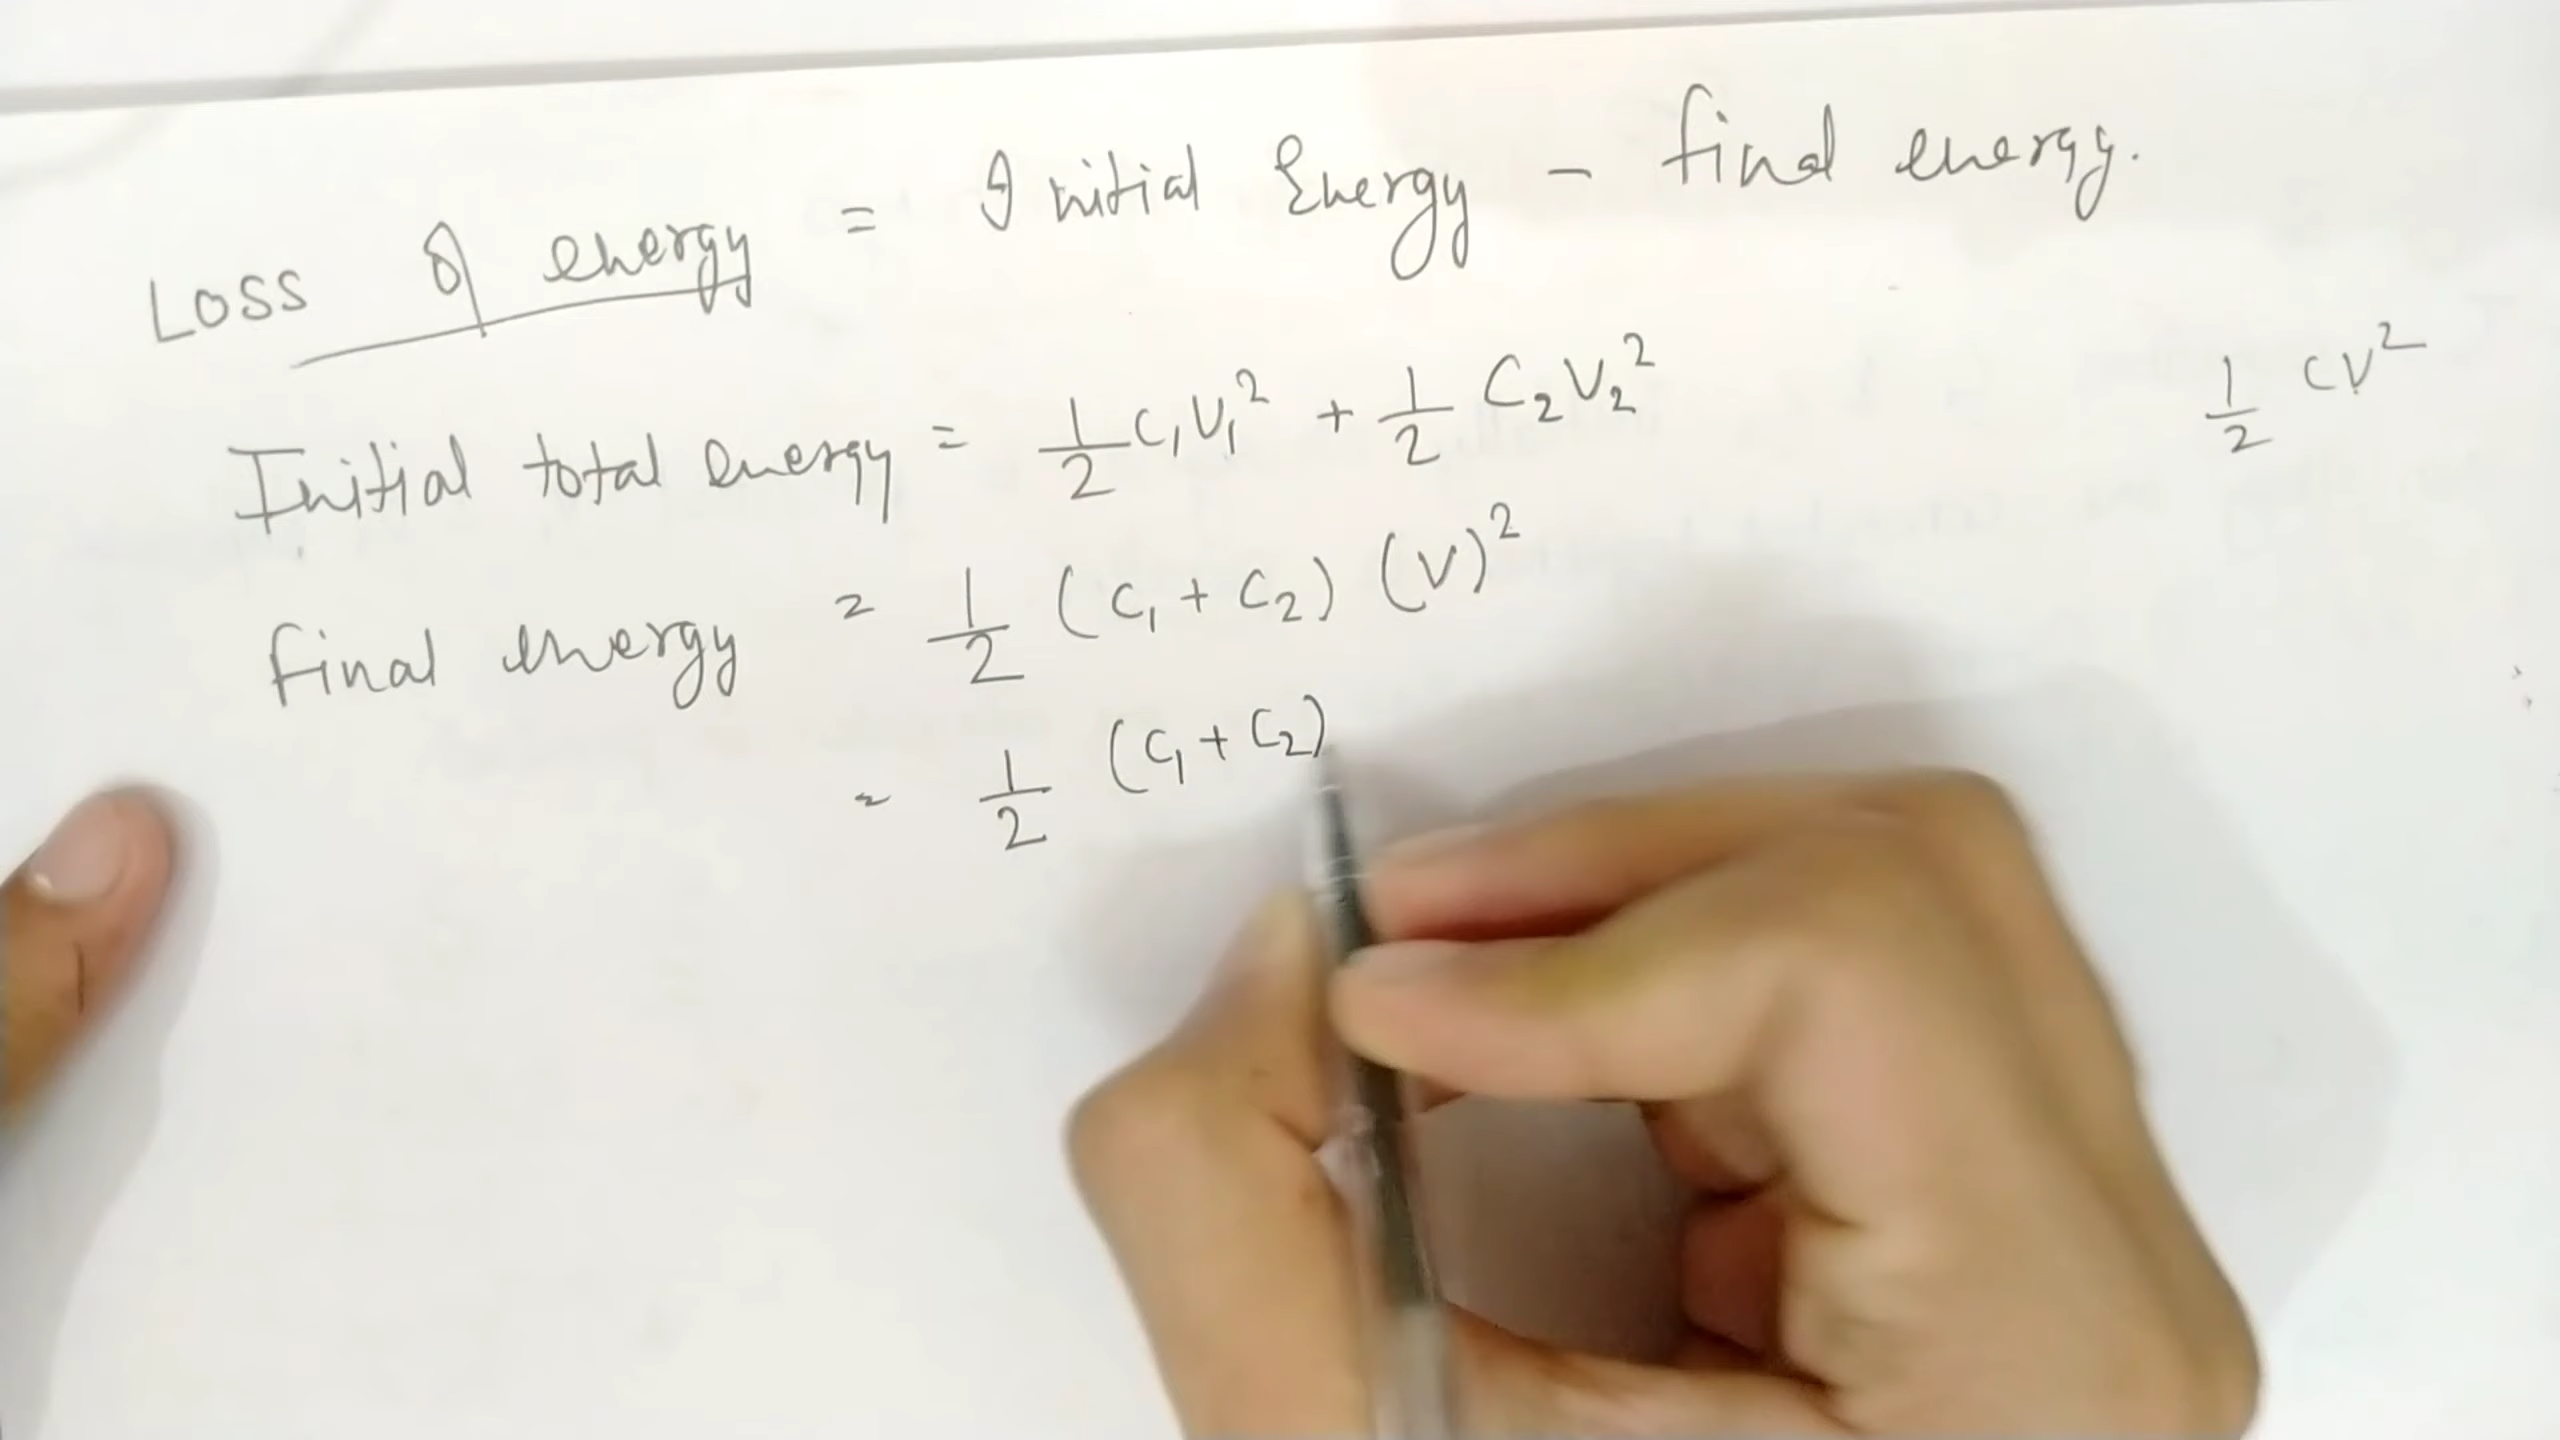 Loss of energy = Initial Energy - final energy.
Initial total energy = 1/2 C₁V₁² + 1/2 C₂V₂²
1/2 CV²
final energy = 1/2 (C₁ + C₂) (V)²
= 1/2 (C₁ + C₂)